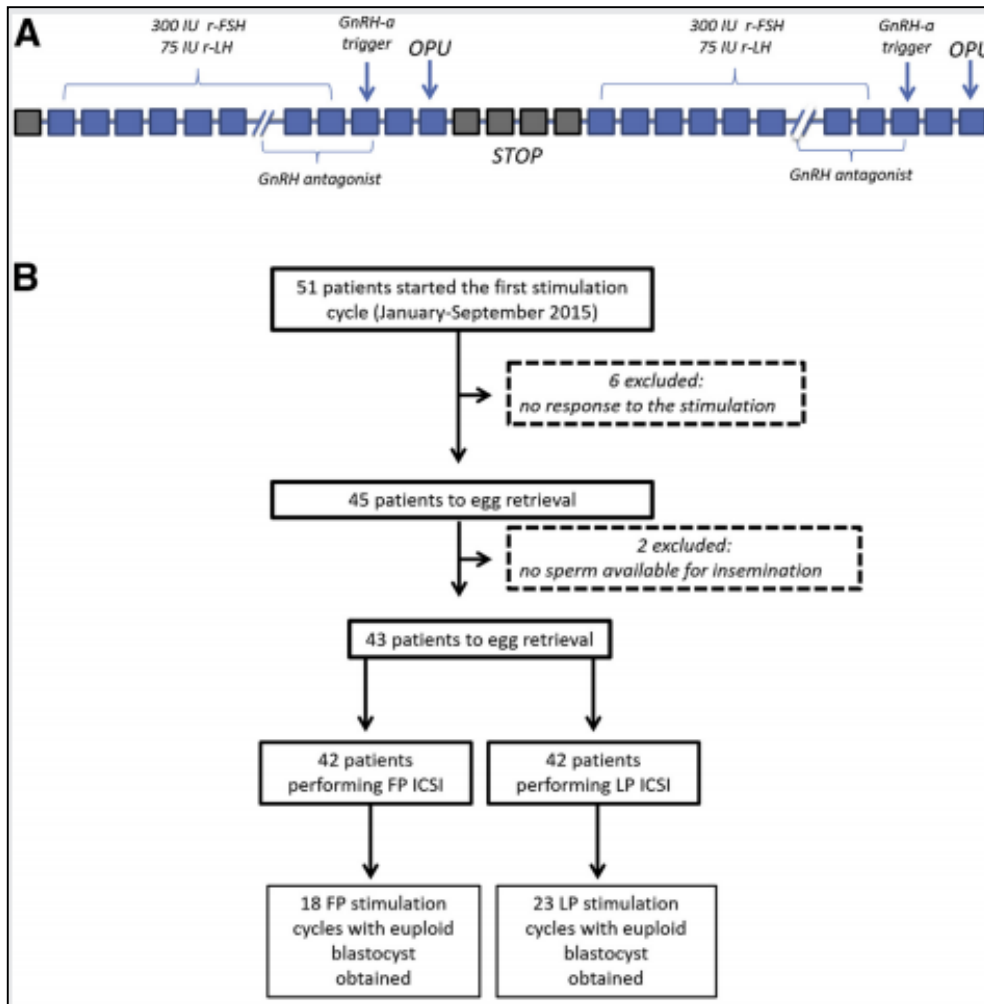 A
300 IU r-FSH
75 IU r-LH
GnRH-a
trigger
OPU
300 IU r-FSH
75 IU r-LH
GnRH-a
trigger
OPU
STOP
GnRH antagonist
GnRH antagonist
B
51 patients started the first stimulation
cycle (January-September 2015)
6 excluded:
no response to the stimulation
45 patients to egg retrieval
2 excluded:
no sperm available for insemination
43 patients to egg retrieval
42 patients
performing FP ICSI
42 patients
performing LP ICSI
18 FP stimulation
cycles with euploid
blastocyst
obtained
23 LP stimulation
cycles with euploid
blastocyst
obtained